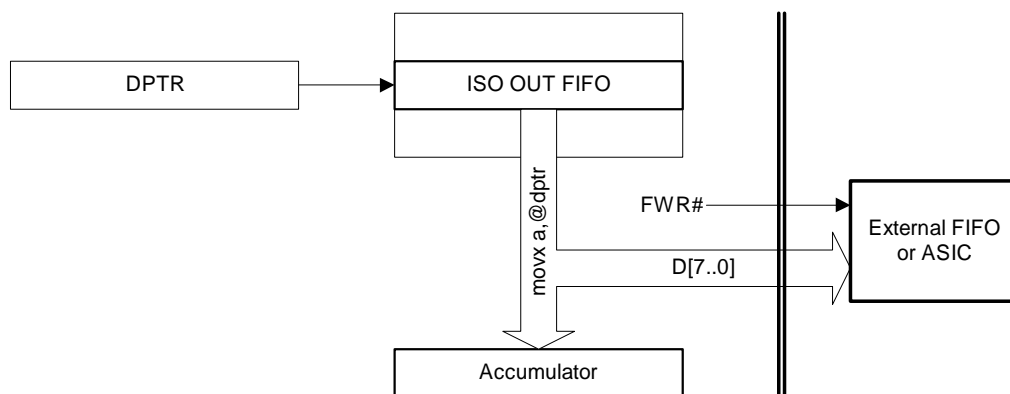 DPTR
ISO OUT FIFO
movx a,@dptr
FWR#
External FIFO
or ASIC
D[7..0]
Accumulator